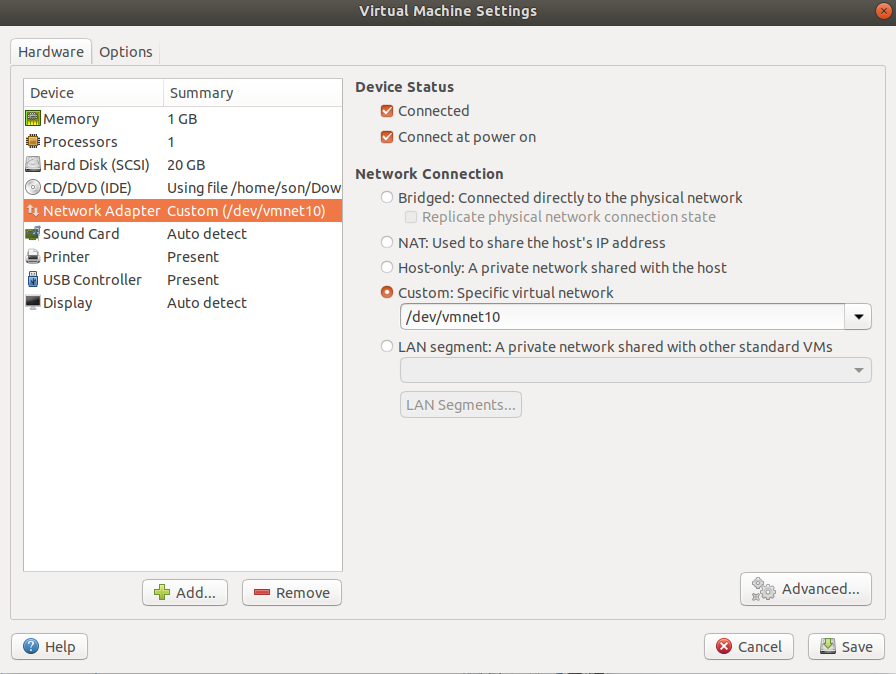 Virtual Machine Settings
Hardware Options
Device Summary
Memory 1 GB
Processors 1
Hard Disk (SCSI) 20 GB
CD/DVD (IDE) Using file /home/son/Dow
Network Adapter Custom (/dev/vmnet10)
Sound Card Auto detect
Printer Present
USB Controller Present
Display Auto detect
Add... Remove
Device Status
Connected
Connect at power on
Network Connection
Bridged: Connected directly to the physical network
Replicate physical network connection state
NAT: Used to share the host's IP address
Host-only: A private network shared with the host
Custom: Specific virtual network
/dev/vmnet10
LAN segment: A private network shared with other standard VMs
LAN Segments...
Advanced...
Help Cancel Save